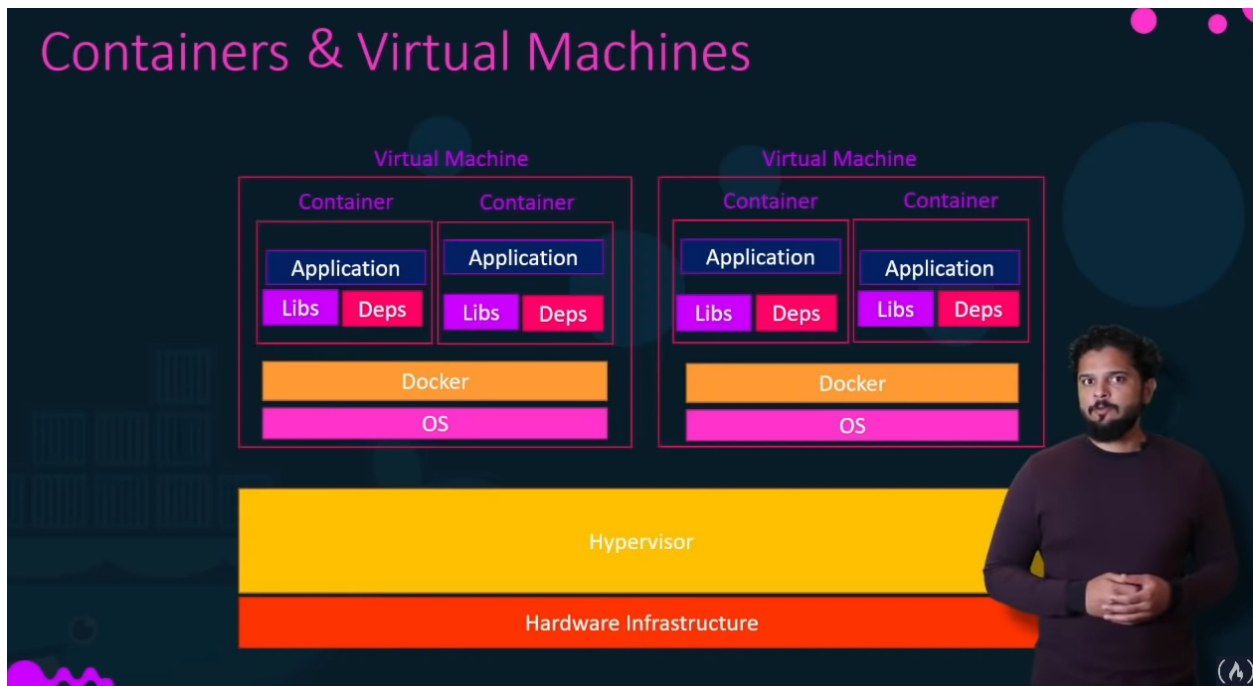 Containers & Virtual Machines
Virtual Machine
Virtual Machine
Container
Container
Container
Container
Application
Application
Application
Application
Libs
Deps
Libs
Deps
Libs
Deps
Libs
Deps
Docker
Docker
OS
OS
Hypervisor
Hardware Infrastructure